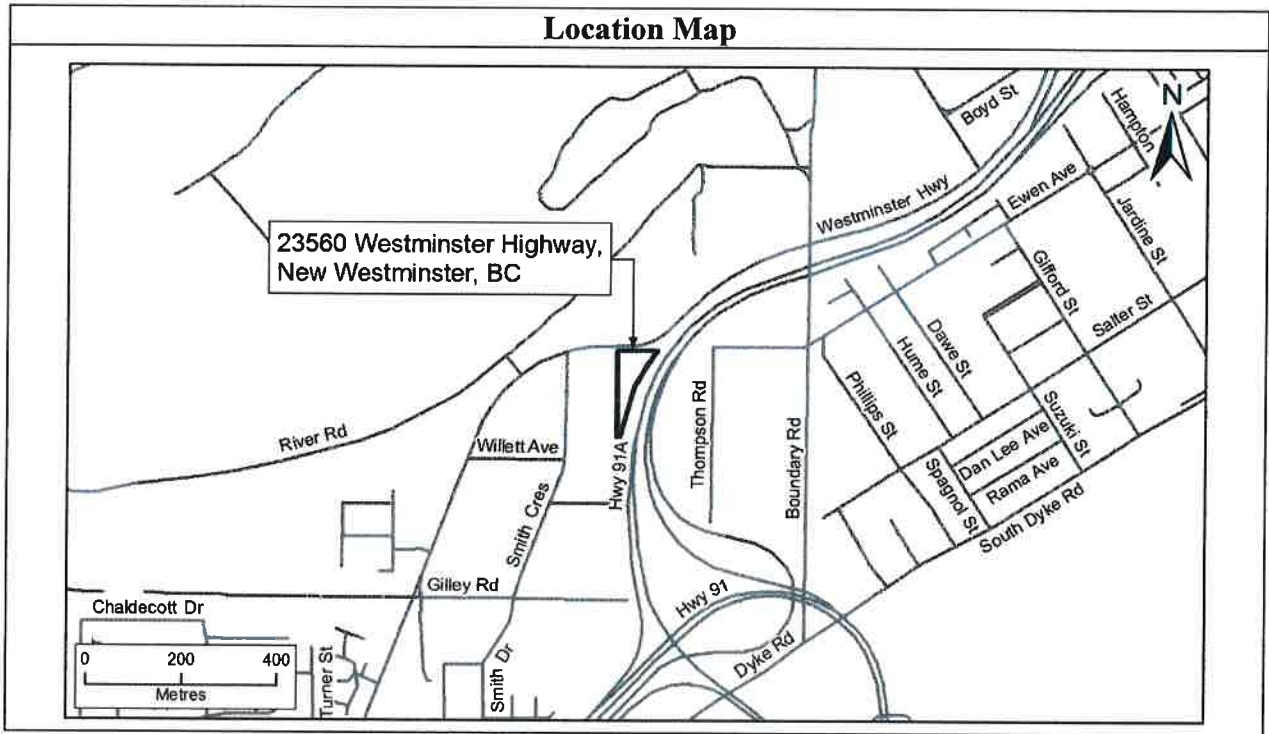 Location Map
N
Hampton
Boyd St
Westminster Hwy
Ewen Ave
Jardine St
23560 Westminster Highway,
New Westminster, BC
Gifford St
Salter St
Dawe St
Hume St
Phillips St
Thompson Rd
Boundary Rd
River Rd
Willett Ave
Hwy 91A
Smith Cres
Suzuki St
Dan Lee Ave
Rama Ave
Spagnol St
South Dyke Rd
Gilley Rd
Hwy 91
Chaldecott Dr
Dyke Rd
Smith Dr
Turner St
0 200 400
Metres